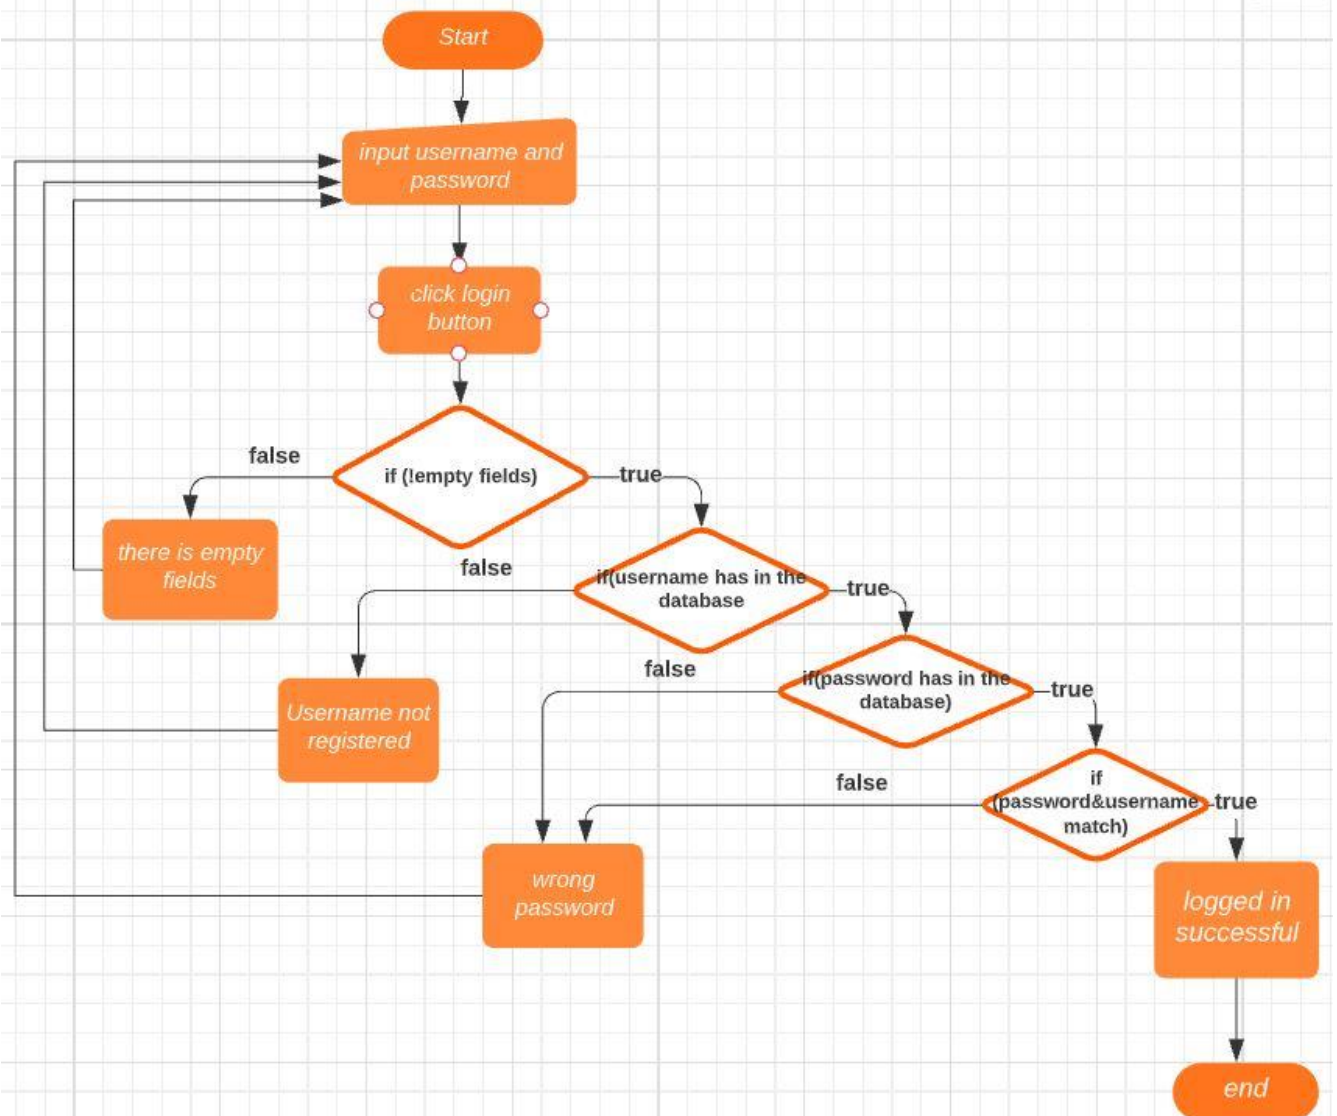 Start
input username and
password
click login
button
false
if (!empty fields)
true
there is empty
fields
false
if(username has in the
database
true
false
if(password has in the
database)
true
Username not
registered
false
if
(password&username
match)
true
wrong
password
logged in
successful
end